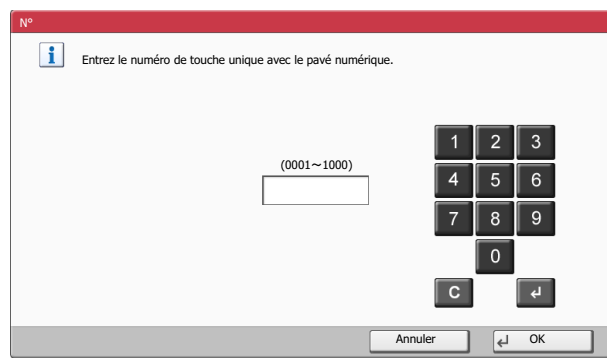 N°
Entrez le numéro de touche unique avec le pavé numérique.
(0001～1000)
1 2 3
4 5 6
7 8 9
0
C
Annuler OK